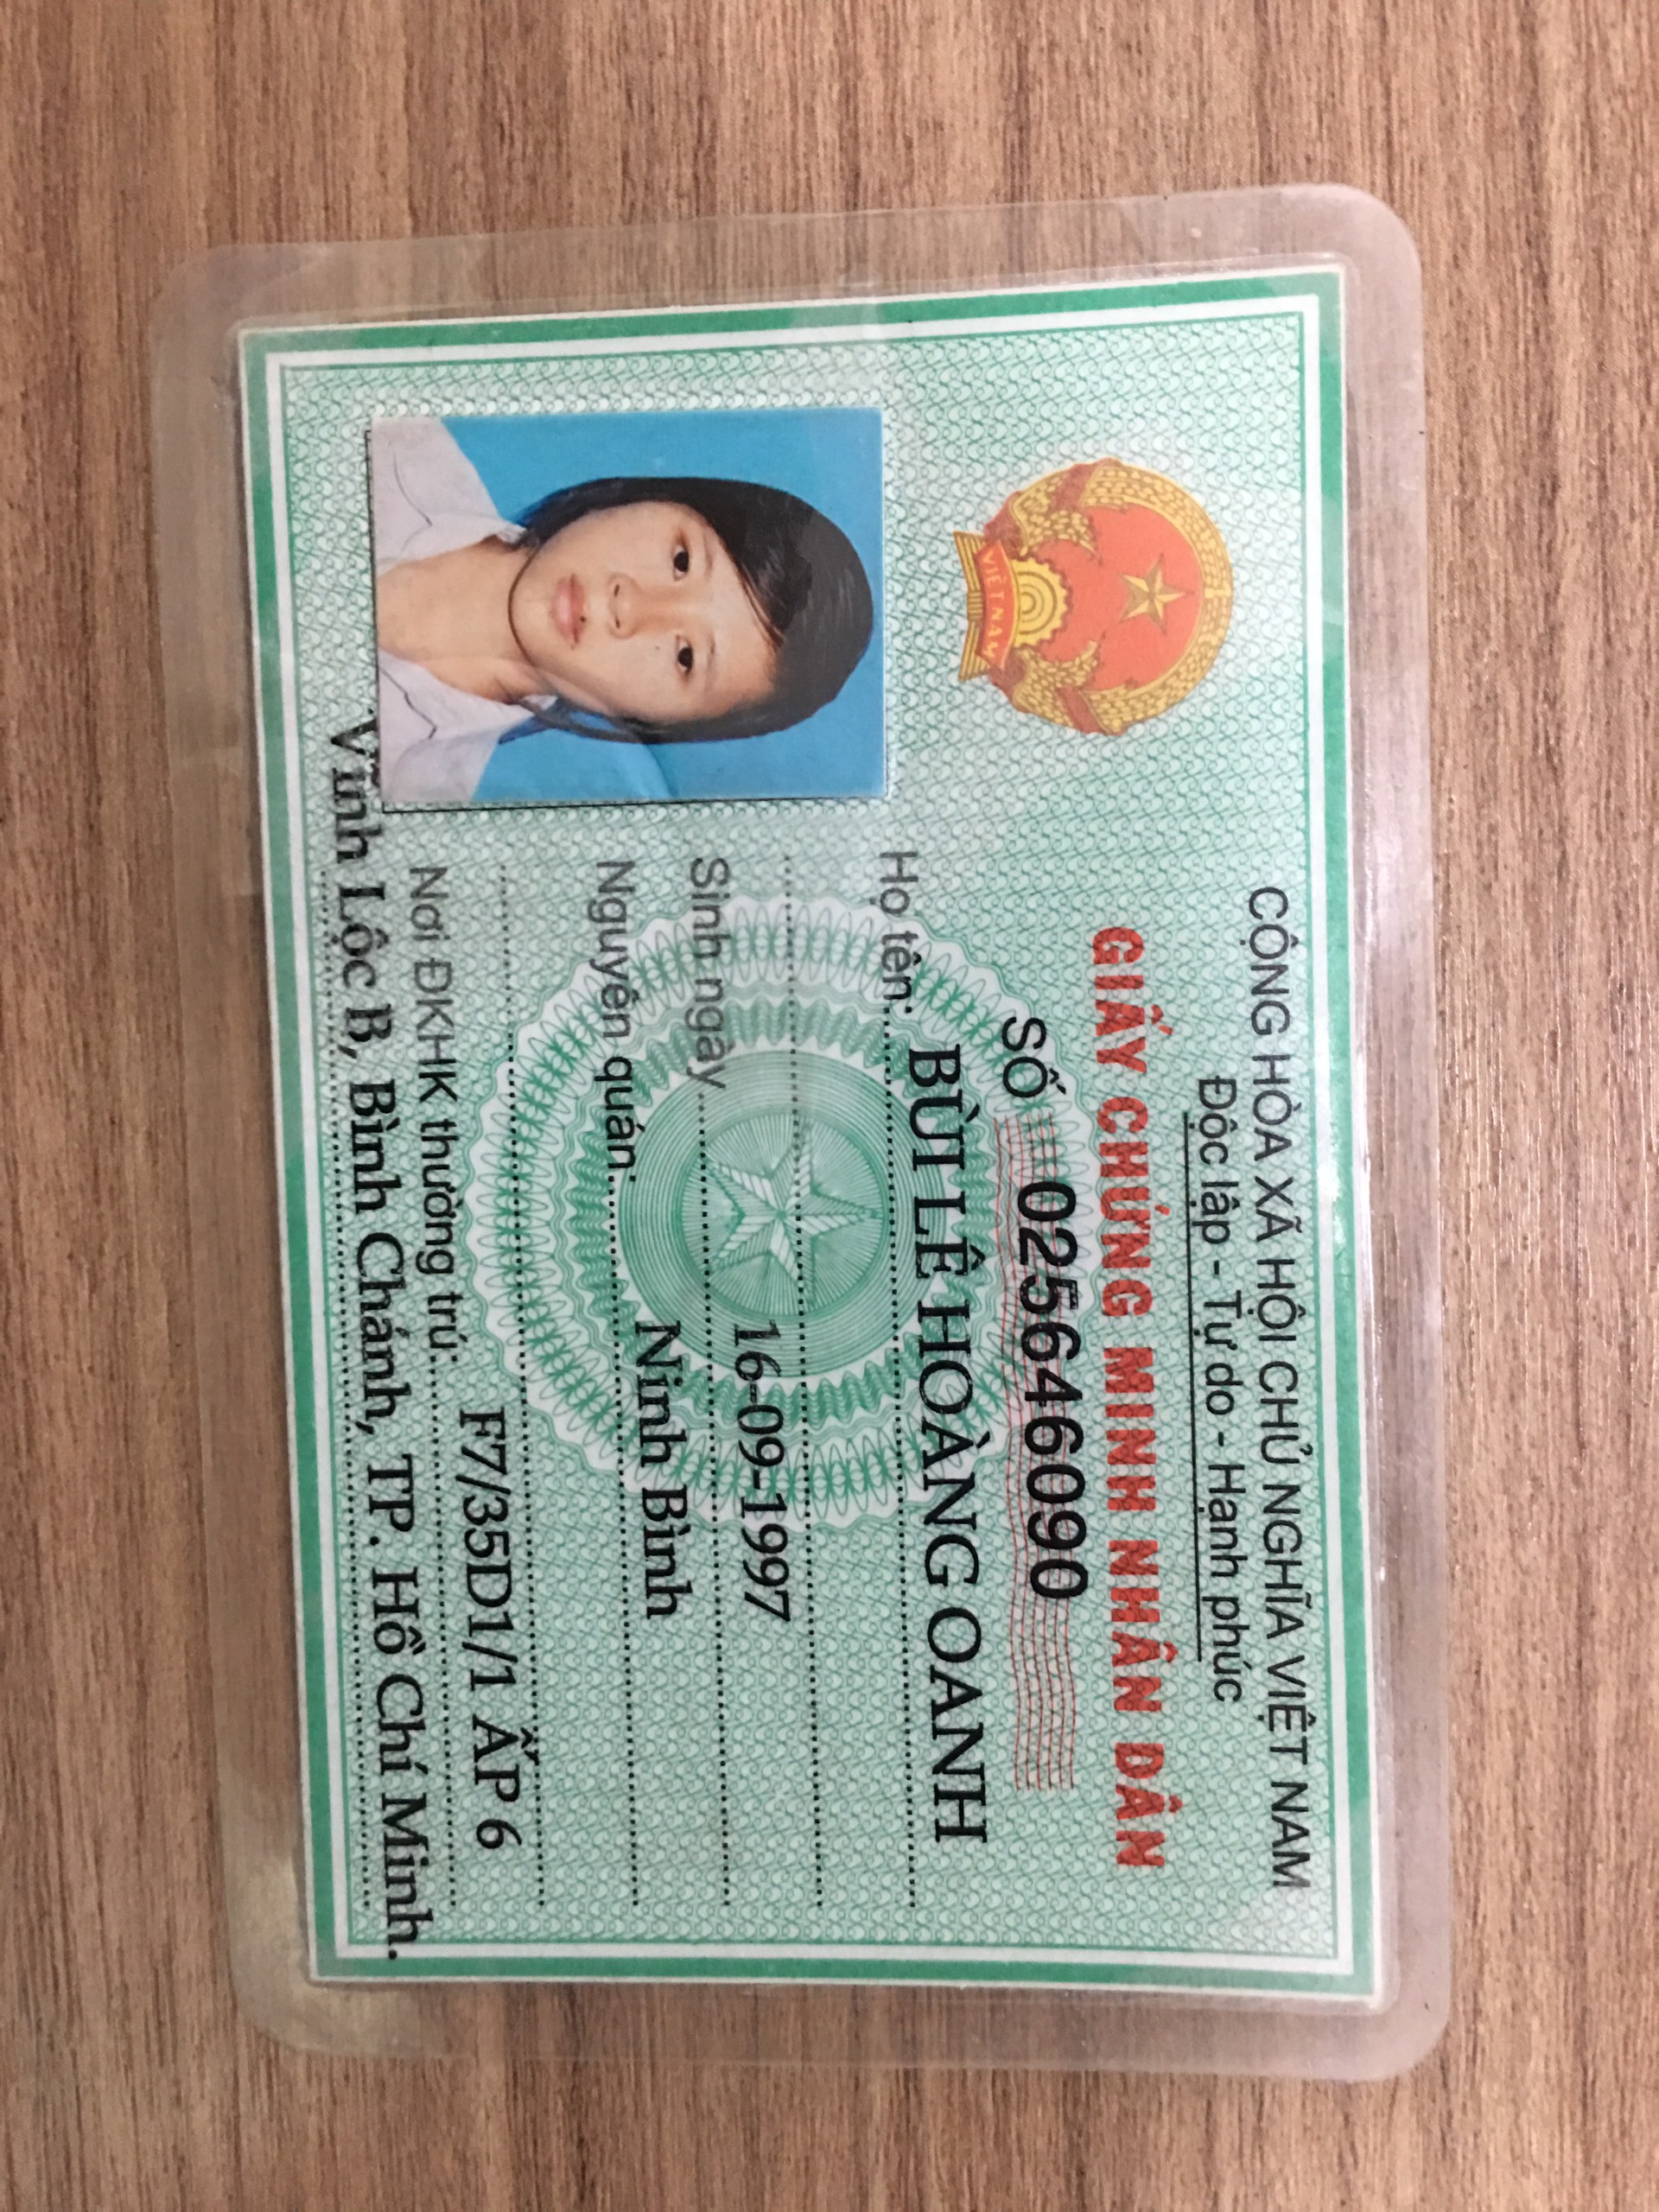 CỘNG HÒA XÃ HỘI CHỦ NGHĨA VIỆT NAM
Độc lập - Tự do - Hạnh phúc
GIẤY CHỨNG MINH NHÂN DÂN
SỐ 025646090
Họ tên: BÙI LÊ HOÀNG OANH
Sinh ngày 16-09-1997
Nguyên quán: Ninh Bình
Nơi ĐKHK thường trú: F7/35D1/1 ẤP 6
Vĩnh Lộc B, Bình Chánh, TP. Hồ Chí Minh.
VIỆT NAM